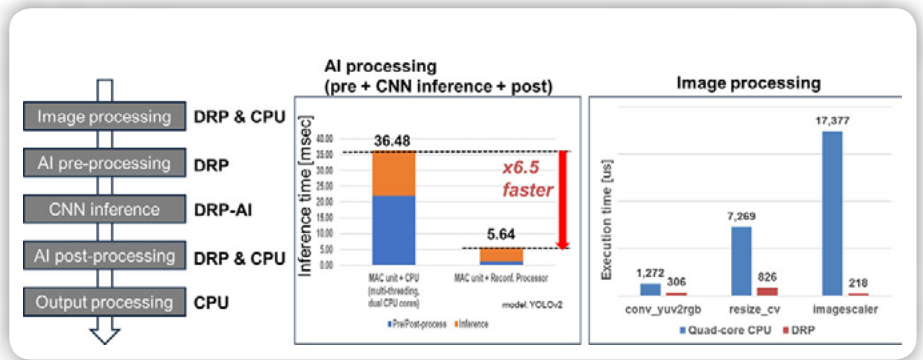 Image processing
DRP & CPU
AI pre-processing
DRP
CNN inference
DRP-AI
AI post-processing
DRP & CPU
Output processing
CPU
AI processing
(pre + CNN inference + post)
Inference time [msec]
40.00
35.00
30.00
25.00
20.00
15.00
10.00
5.00
0.00
36.48
x6.5
faster
5.64
MAC unit + CPU
(multi-threading,
dual CPU cores)
MAC unit + Reconf. Processor
model: YOLOv2
Pre/Post-process
Inference
Image processing
Execution time [us]
17,377
7,269
1,272
306
826
218
conv_yuv2rgb
resize_cv
imagescaler
Quad-core CPU
DRP